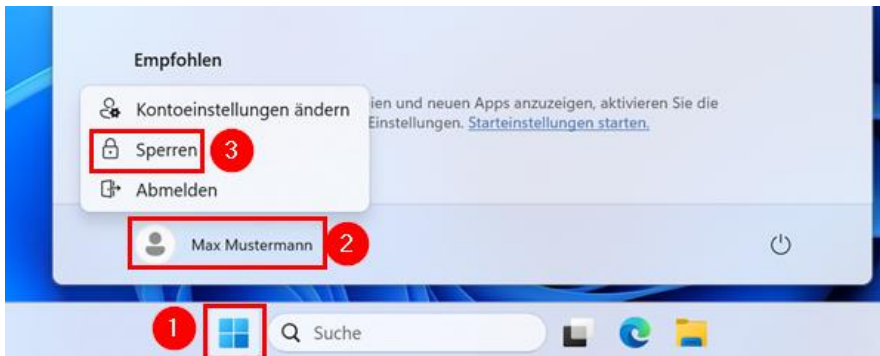 Empfohlen
Kontoeinstellungen ändern
ien und neuen Apps anzuzeigen, aktivieren Sie die
Einstellungen. Starteinstellungen starten.
Sperren 3
Abmelden
Max Mustermann 2
1 Suche